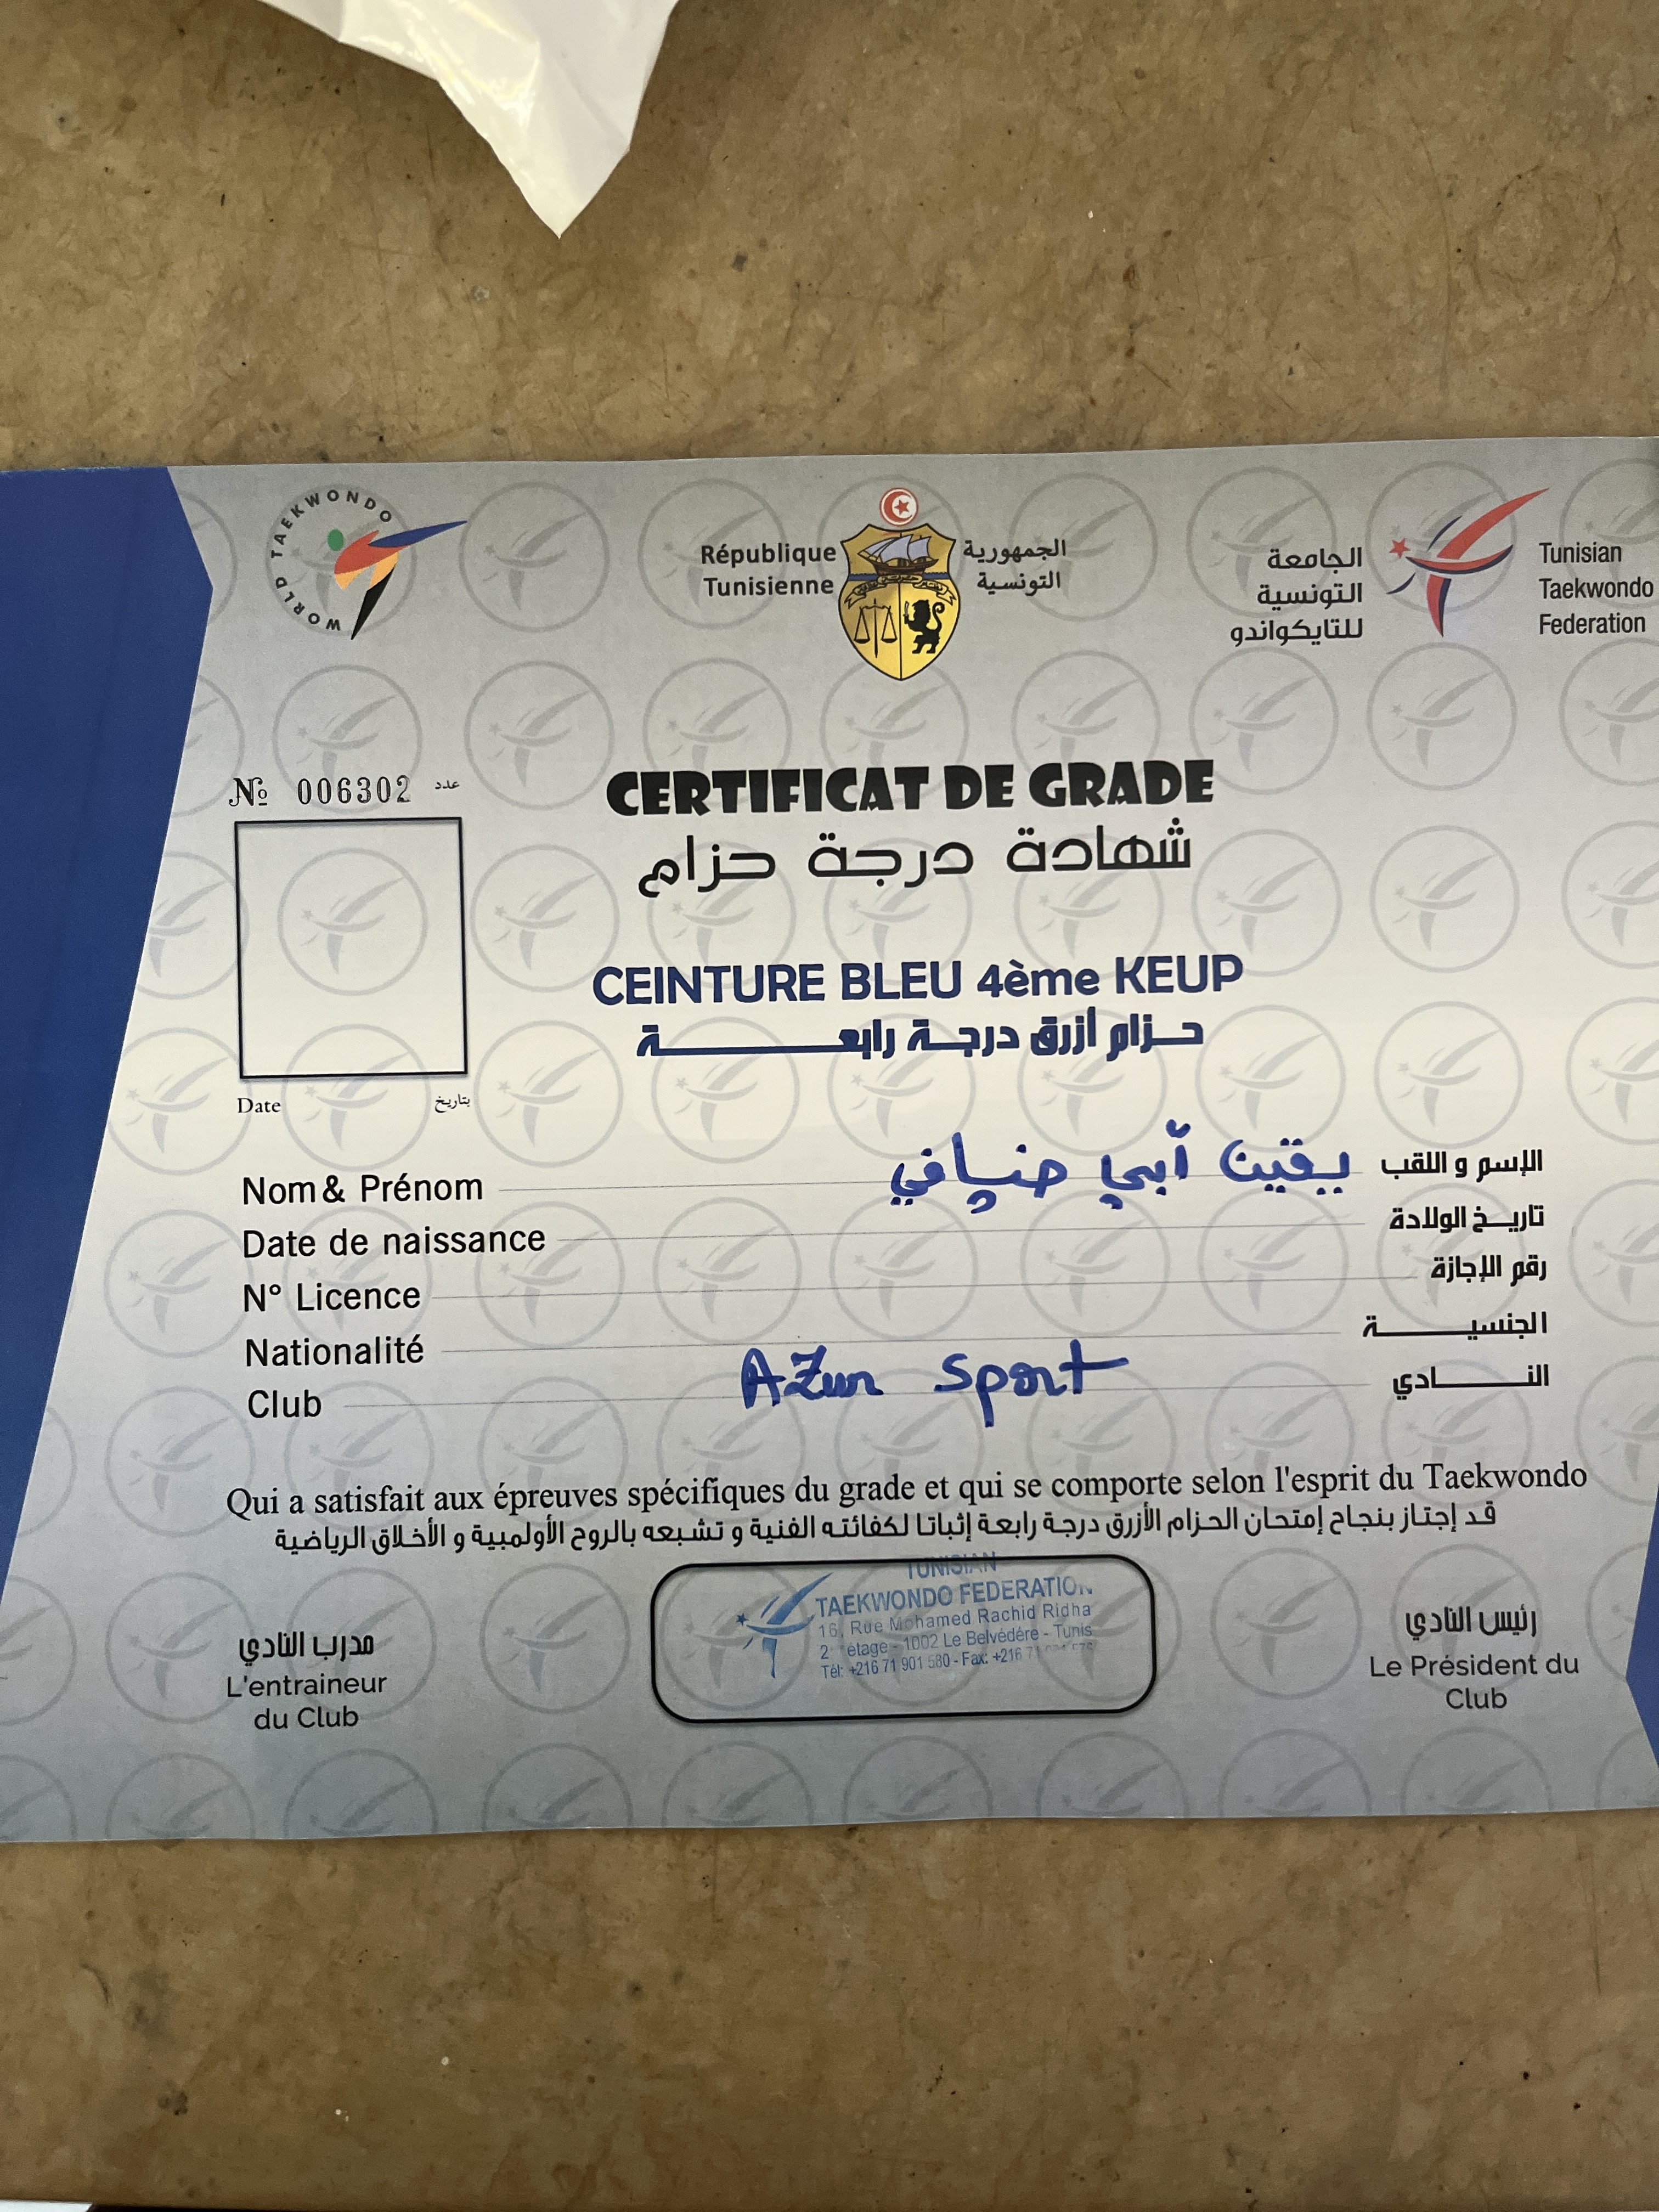 WORLD TAEKWONDO
République
Tunisienne
الجمهورية
التونسية
الجامعة
التونسية
للتايكواندو
Tunisian
Taekwondo
Federation
№ 006302 عدد
CERTIFICAT DE GRADE
شهادة درجة حزام
CEINTURE BLEU 4ème KEUP
حزام أزرق درجة رابعة
Date بتاريخ
Nom & Prénom يقين أبي ضيافي الإسم و اللقب
Date de naissance تاريخ الولادة
N° Licence رقم الإجازة
Nationalité الجنسية
Club Azur Sport النادي
Qui a satisfait aux épreuves spécifiques du grade et qui se comporte selon l'esprit du Taekwondo
قد إجتاز بنجاح إمتحان الحزام الأزرق درجة رابعة إثباتا لكفائته الفنية و تشبعه بالروح الأولمبية و الأخلاق الرياضية
مدرب النادي
L'entraineur
du Club
TUNISIAN
TAEKWONDO FEDERATION
16, Rue Mohamed Rachid Ridha
2 étage - 1002 Le Belvédére - Tunis
Tél: +216 71 901 580 - Fax: +216
رئيس النادي
Le Président du
Club